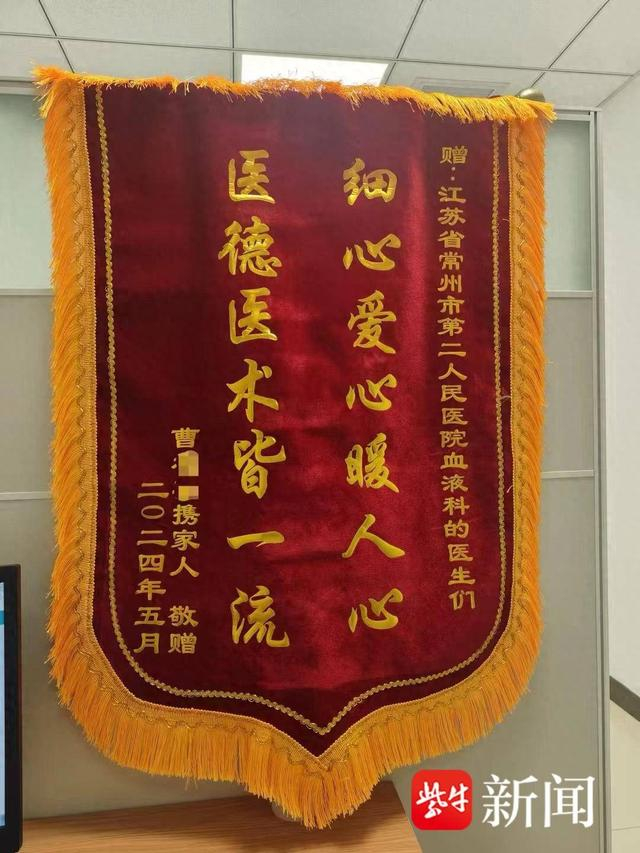 赠：江苏省常州市第二人民医院血液科的医生们
细心爱心暖人心
医德医术皆一流
曹携家人 敬赠
二〇二四年五月
紫牛新闻